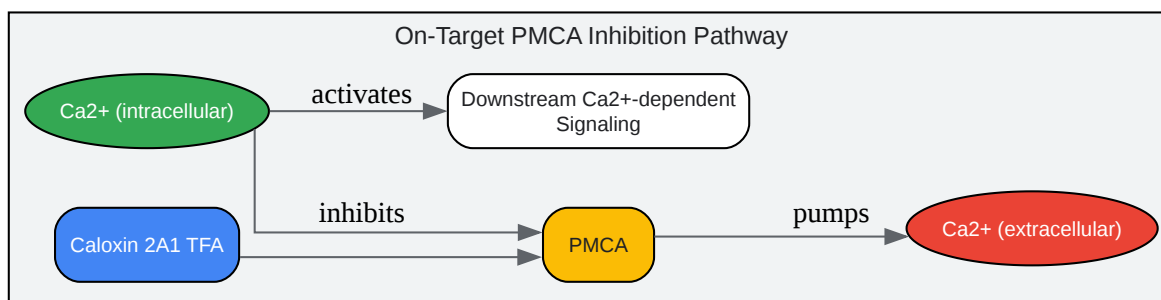 On-Target PMCA Inhibition Pathway
Ca2+ (intracellular)
activates
Downstream Ca2+-dependent
Signaling
inhibits
pumps
Caloxin 2A1 TFA
PMCA
Ca2+ (extracellular)